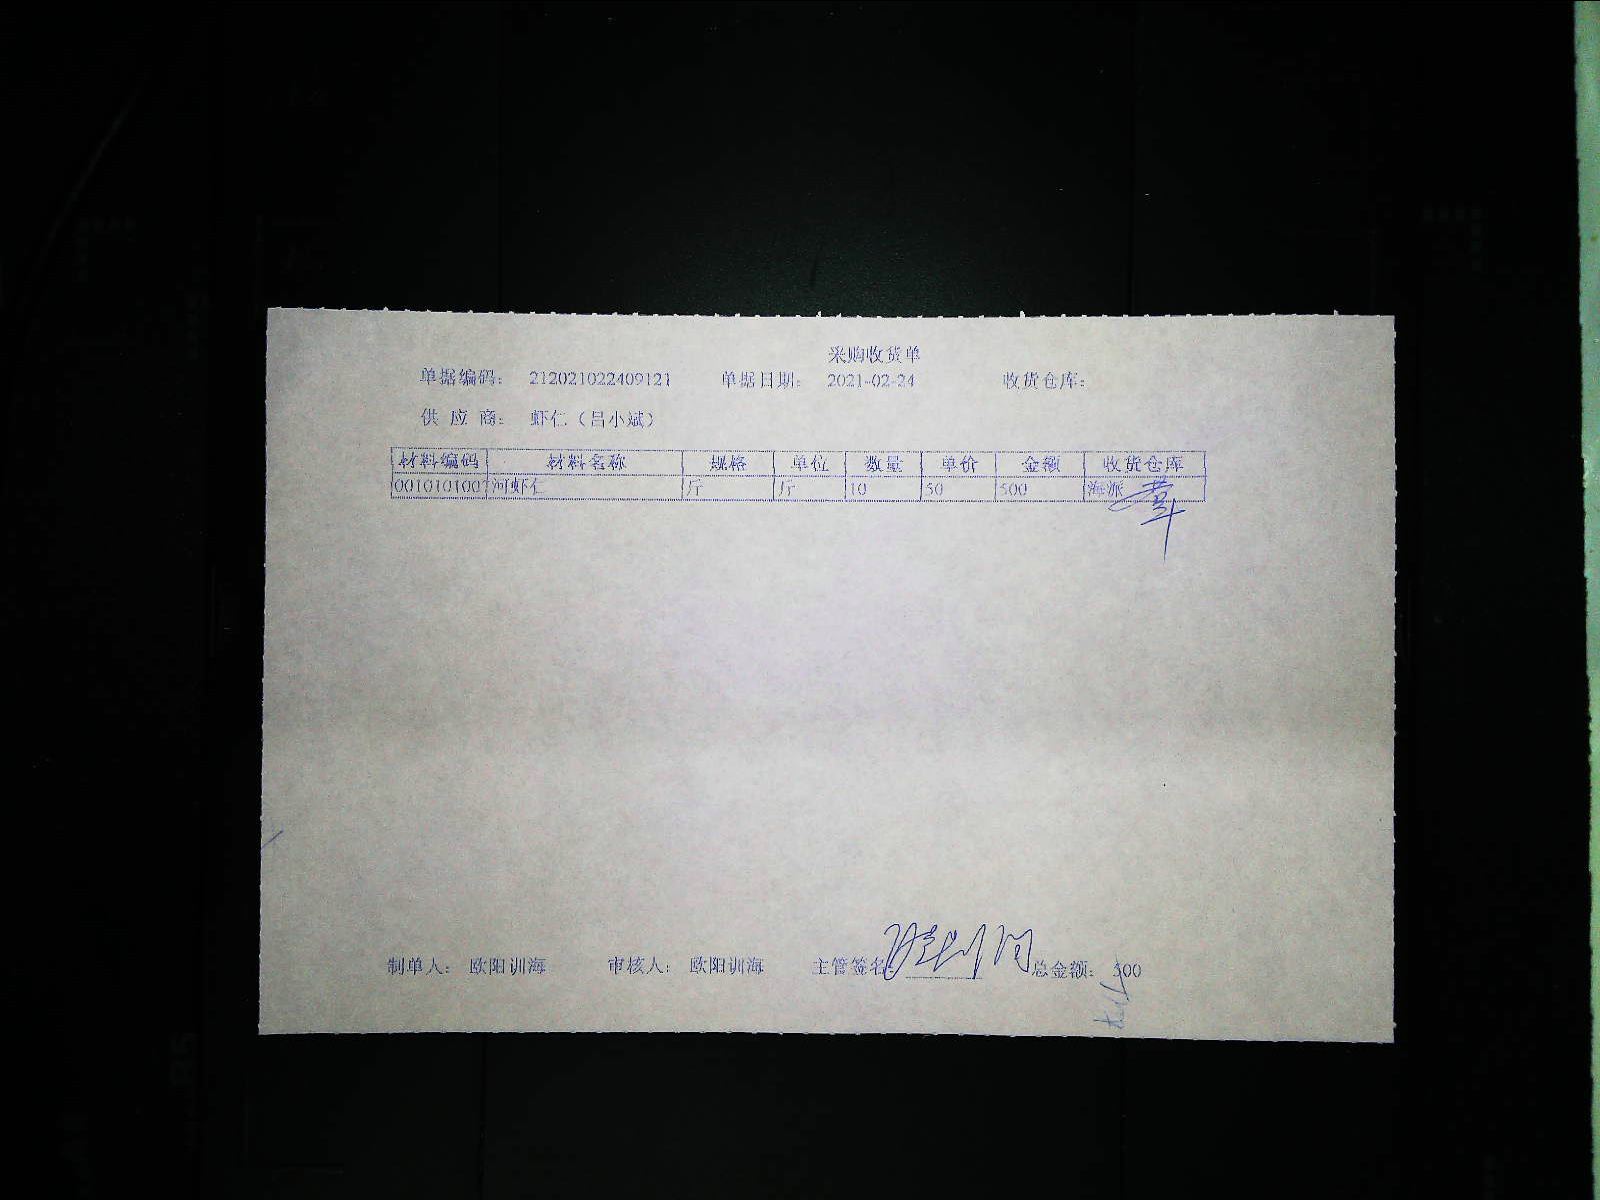 采购收货单
单据编码: 212021022409121 单据日期: 2021-02-24 收货仓库:
供应商: 虾仁(吕小斌)
材料编码 材料名称 规格 单位 数量 单价 金额 收货仓库
001010100 河虾仁 斤 斤 10 50 500 海派
制单人: 欧阳训海 审核人: 欧阳训海 主管签名: 总金额: 500